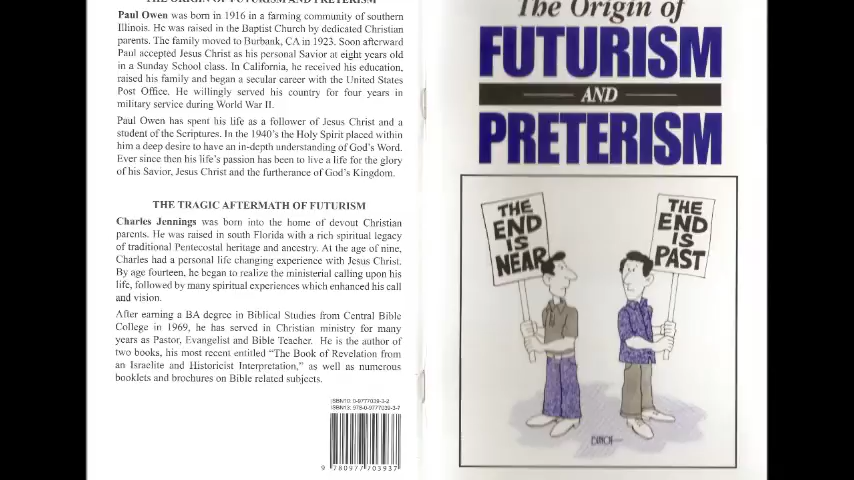 THE ORIGIN OF FUTURISM AND PRETERISM
Paul Owen was born in 1916 in a farming community of southern
Illinois. He was raised in the Baptist Church by dedicated Christian
parents. The family moved to Burbank, CA in 1923. Soon afterward
Paul accepted Jesus Christ as his personal Savior at eight years old
in a Sunday School class. In California, he received his education,
raised his family and began a secular career with the United States
Post Office. He willingly served his country for four years in
military service during World War II.
Paul Owen has spent his life as a follower of Jesus Christ and a
student of the Scriptures. In the 1940's the Holy Spirit placed within
him a deep desire to have an in-depth understanding of God's Word.
Ever since then his life's passion has been to live a life for the glory
of his Savior, Jesus Christ and the furtherance of God's Kingdom.
THE TRAGIC AFTERMATH OF FUTURISM
Charles Jennings was born into the home of devout Christian
parents. He was raised in south Florida with a rich spiritual legacy
of traditional Pentecostal heritage and ancestry. At the age of nine,
Charles had a personal life changing experience with Jesus Christ.
By age fourteen, he began to realize the ministerial calling upon his
life, followed by many spiritual experiences which enhanced his call
and vision.
After earning a BA degree in Biblical Studies from Central Bible
College in 1969, he has served in Christian ministry for many
years as Pastor, Evangelist and Bible Teacher. He is the author of
two books, his most recent entitled "The Book of Revelation from
an Israelite and Historicist Interpretation," as well as numerous
booklets and brochures on Bible related subjects.
ISBN10: 0-9777039-3-2
ISBN13: 978-0-9777039-3-7
9 780977 703937
The Origin of
FUTURISM
AND
PRETERISM
THE
END
IS
NEAR
THE
END
IS
PAST